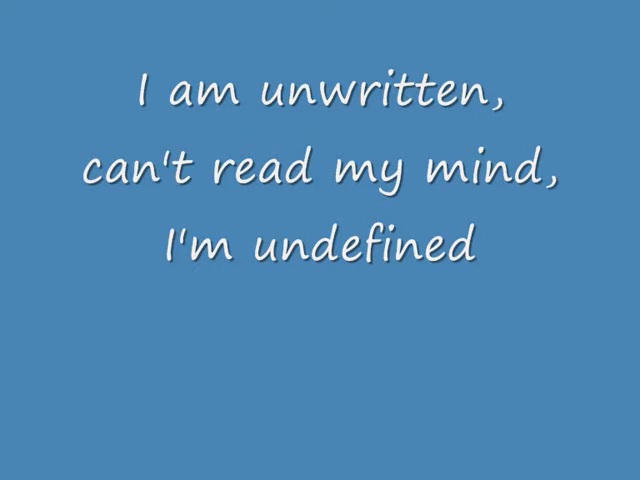 I am unwritten,
can't read my mind,
I'm undefined